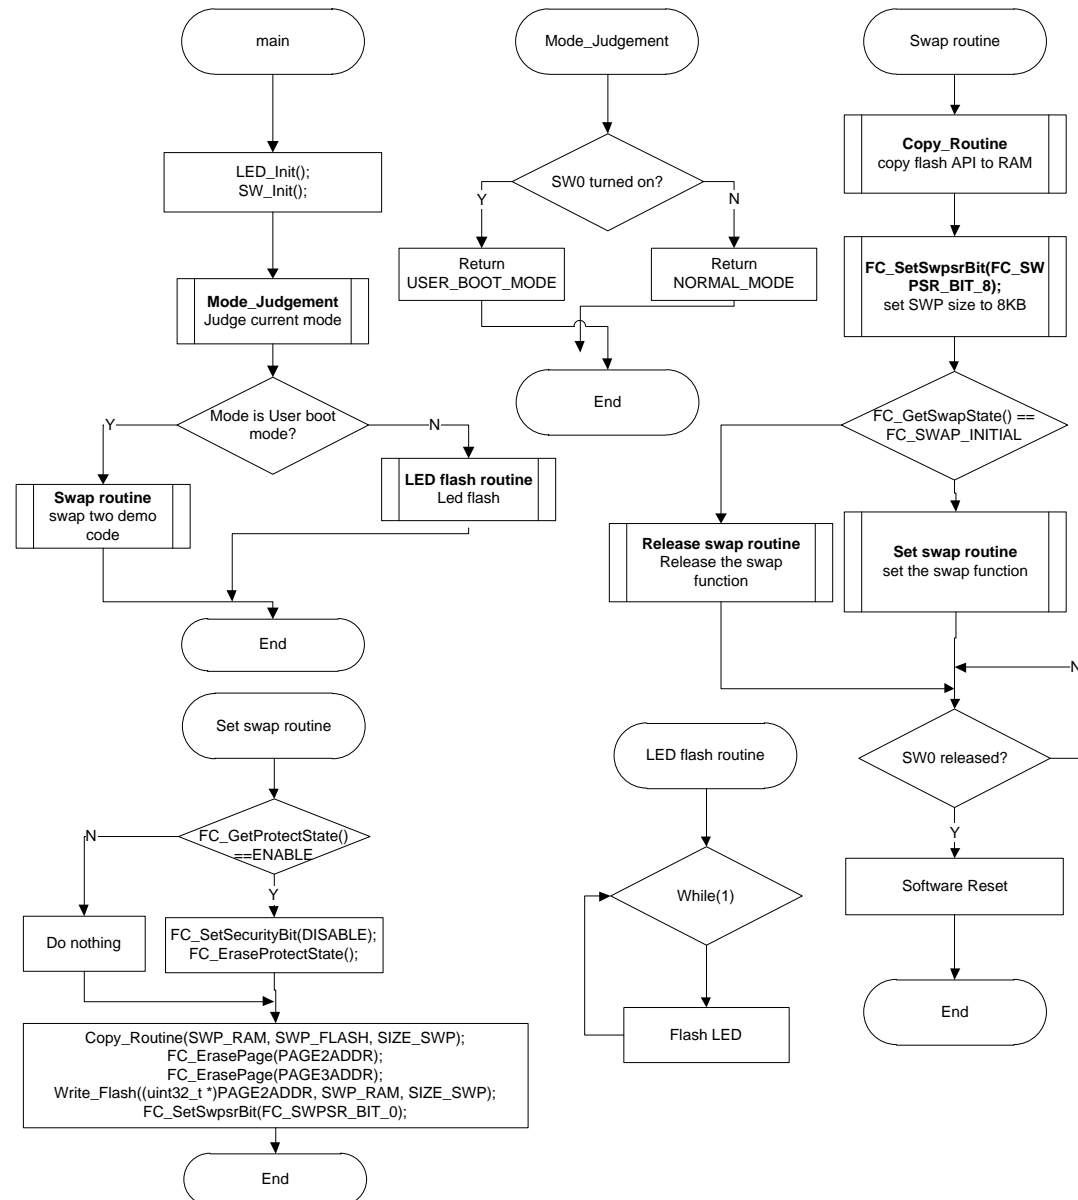 main
LED_Init();
SW_Init();
Mode_Judgement
Judge current mode
Mode is User boot
mode?
Y
N
Swap routine
swap two demo
code
LED flash routine
Led flash
End
Mode_Judgement
SW0 turned on?
Y
N
Return
USER_BOOT_MODE
Return
NORMAL_MODE
End
Swap routine
Copy_Routine
copy flash API to RAM
FC_SetSwpsrBit(FC_SW
PSR_BIT_8);
set SWP size to 8KB
FC_GetSwapState() ==
FC_SWAP_INITIAL
Release swap routine
Release the swap
function
Set swap routine
set the swap function
N
SW0 released?
Y
Software Reset
End
Set swap routine
FC_GetProtectState()
==ENABLE
N
Y
Do nothing
FC_SetSecurityBit(DISABLE);
FC_EraseProtectState();
Copy_Routine(SWP_RAM, SWP_FLASH, SIZE_SWP);
FC_ErasePage(PAGE2ADDR);
FC_ErasePage(PAGE3ADDR);
Write_Flash((uint32_t *)PAGE2ADDR, SWP_RAM, SIZE_SWP);
FC_SetSwpsrBit(FC_SWPSR_BIT_0);
End
LED flash routine
While(1)
Flash LED